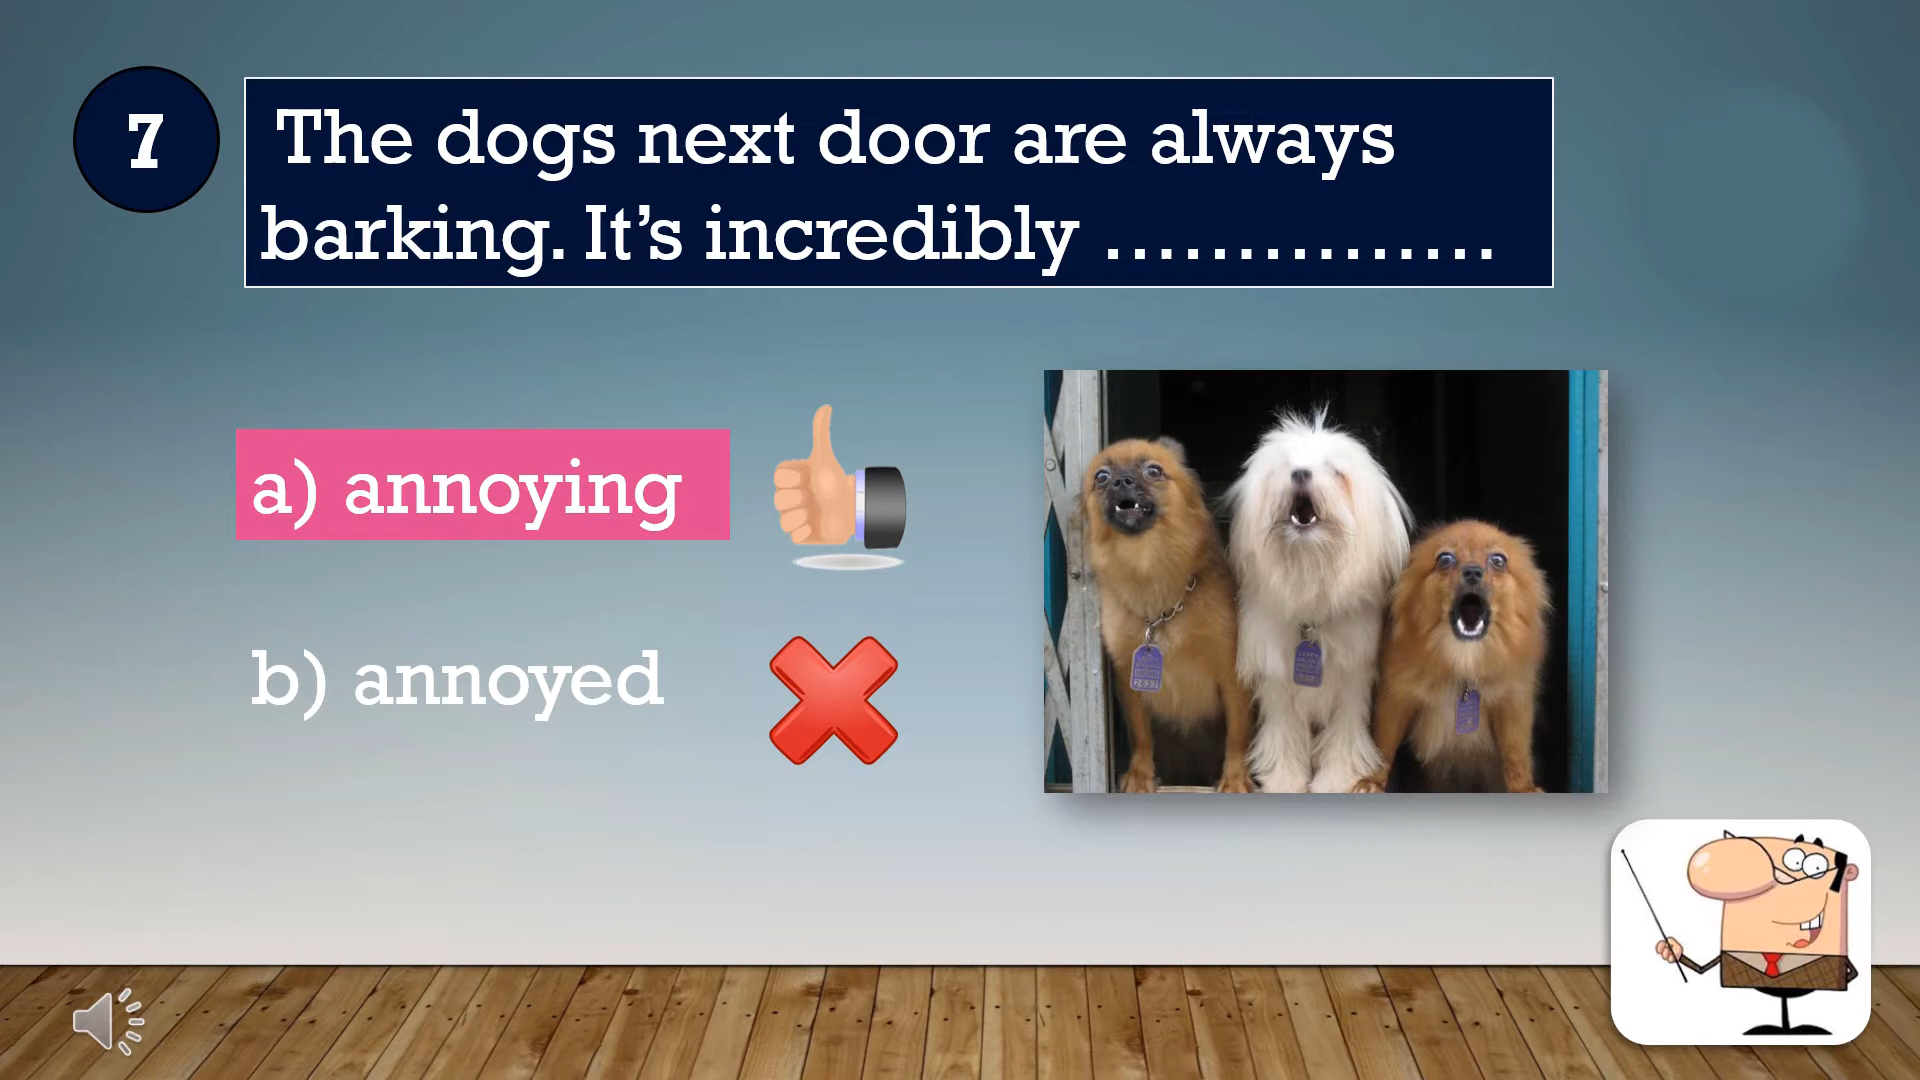 7
The dogs next door are always
barking. It’s incredibly ...............
a) annoying
b) annoyed